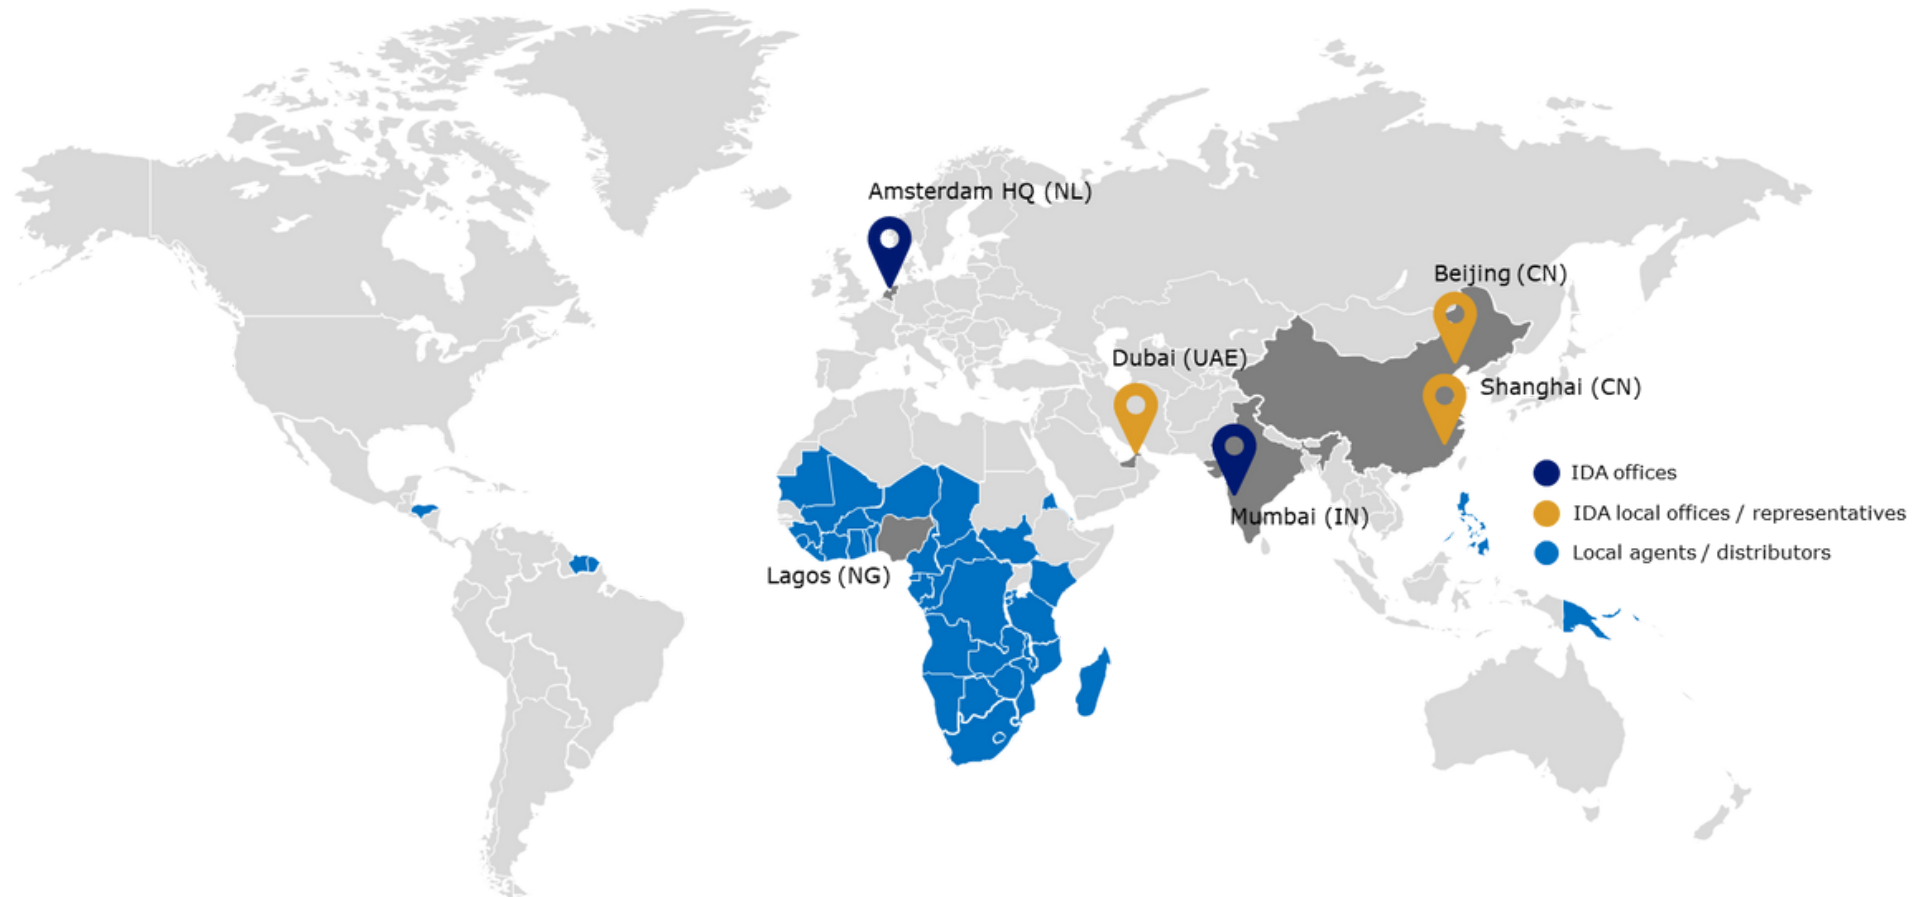 Amsterdam HQ (NL)
Beijing (CN)
Dubai (UAE)
Shanghai (CN)
IDA offices
Mumbai (IN)
IDA local offices / representatives
Local agents / distributors
Lagos (NG)